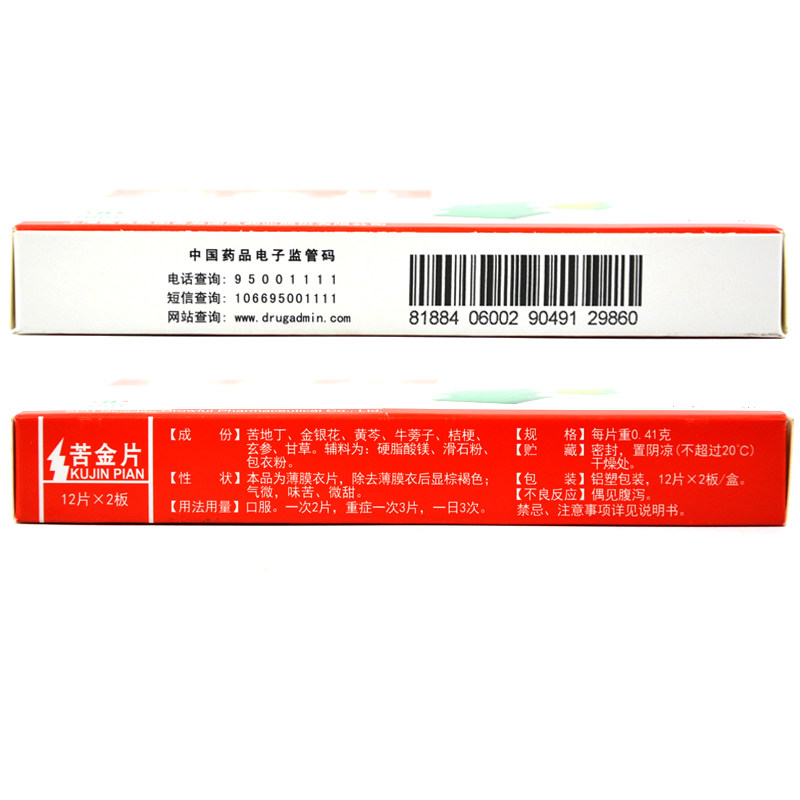 中国药品电子监管码
电话查询: 95001111
短信查询: 106695001111
网站查询: www.drugadmin.com
81884 06002 90491 29860
Pharmaceutical Co., Ltd.
苦金片
KUJIN PIAN
12片×2板
【成 份】苦地丁、金银花、黄芩、牛蒡子、桔梗、
玄参、甘草。辅料为: 硬脂酸镁、滑石粉、
包衣粉。
【性 状】本品为薄膜衣片, 除去薄膜衣后显棕褐色;
气微, 味苦、微甜。
【用法用量】口服。一次2片, 重症一次3片, 一日3次。
【规 格】每片重0.41克
【贮 藏】密封, 置阴凉(不超过20℃)
干燥处。
【包 装】铝塑包装, 12片×2板/盒。
【不良反应】偶见腹泻。
禁忌、注意事项详见说明书。